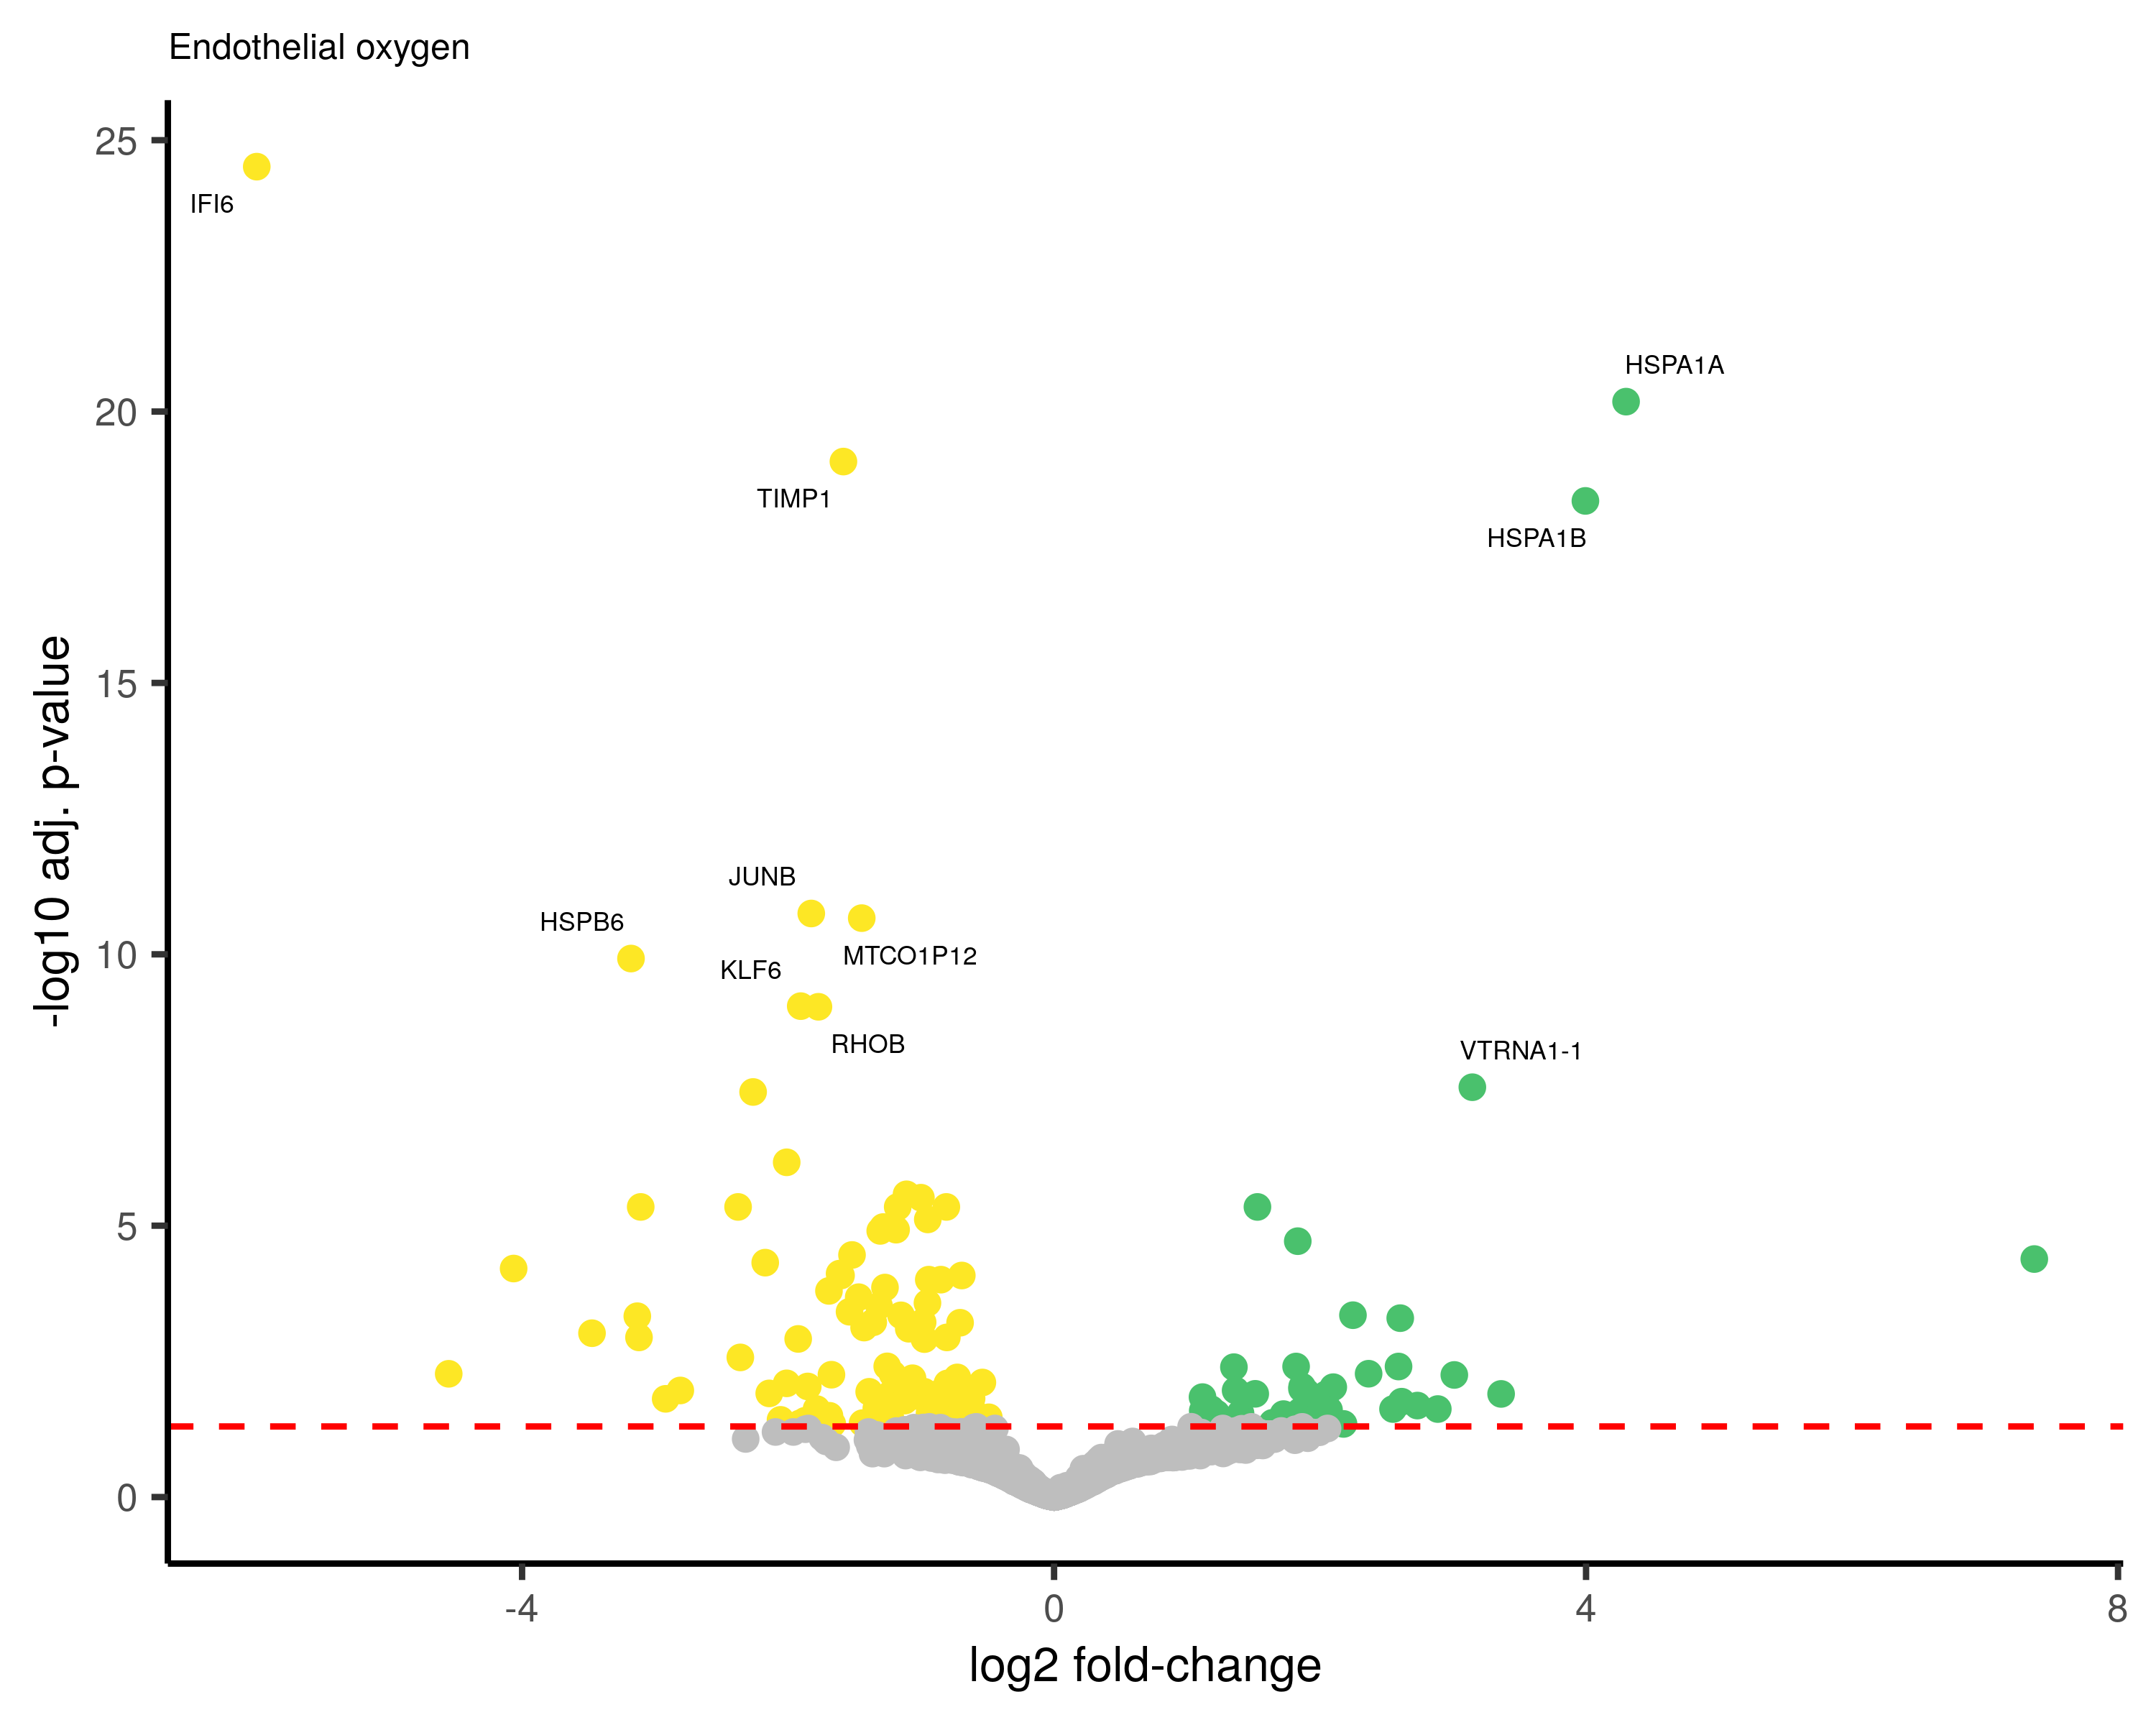 Endothelial oxygen
25
IFI6
HSPA1A
20
TIMP1
HSPA1B
15
-log10 adj. p-value
JUNB
HSPB6
10
MTCO1P12
KLF6
RHOB
VTRNA1-1
5
0
-4
0
4
8
log2 fold-change